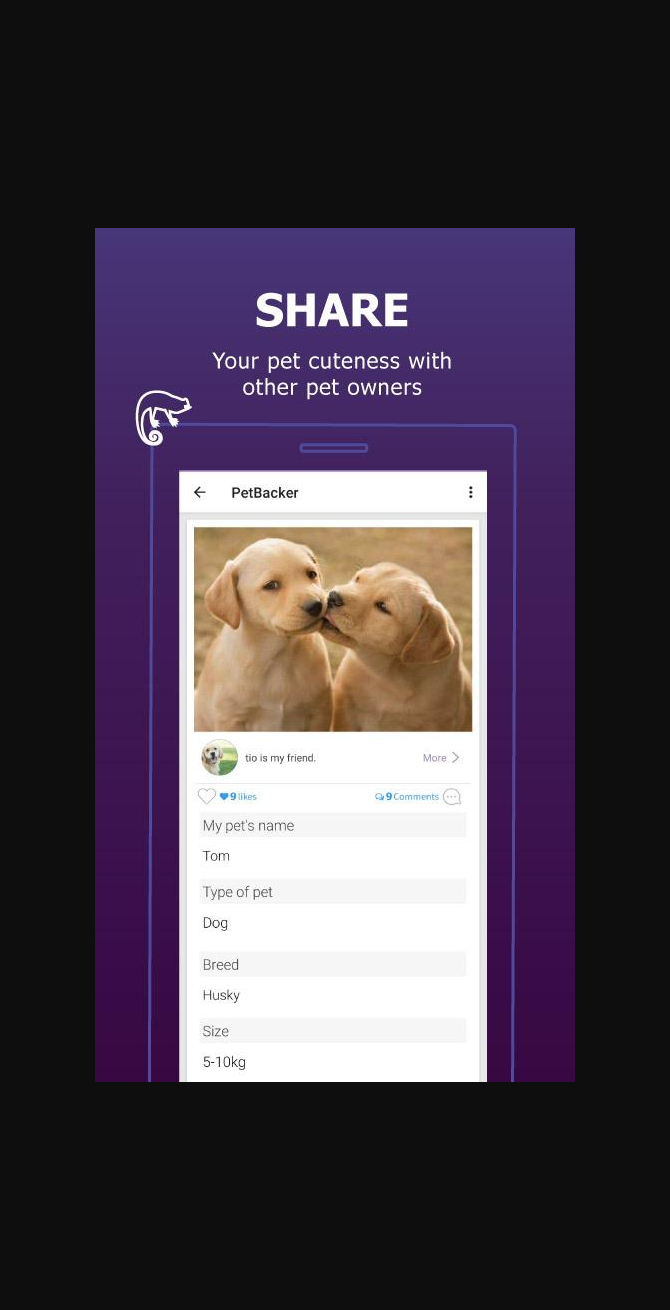 SHARE
Your pet cuteness with
other pet owners
PetBacker
tio is my friend.
More
9 likes
9 Comments
My pet's name
Tom
Type of pet
Dog
Breed
Husky
Size
5-10kg